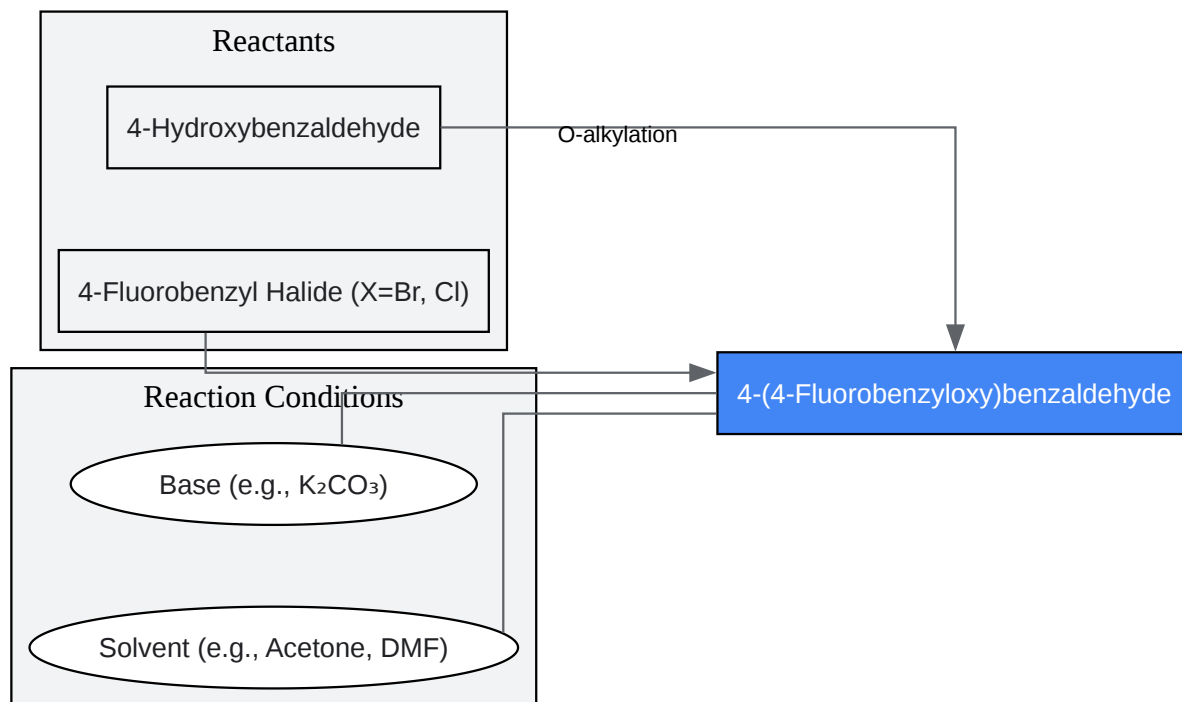 Reactants
4-Hydroxybenzaldehyde
O-alkylation
4-Fluorobenzyl Halide (X=Br, Cl)
Reaction Conditions
4-(4-Fluorobenzyloxy)benzaldehyde
Base (e.g., K₂CO₃)
Solvent (e.g., Acetone, DMF)